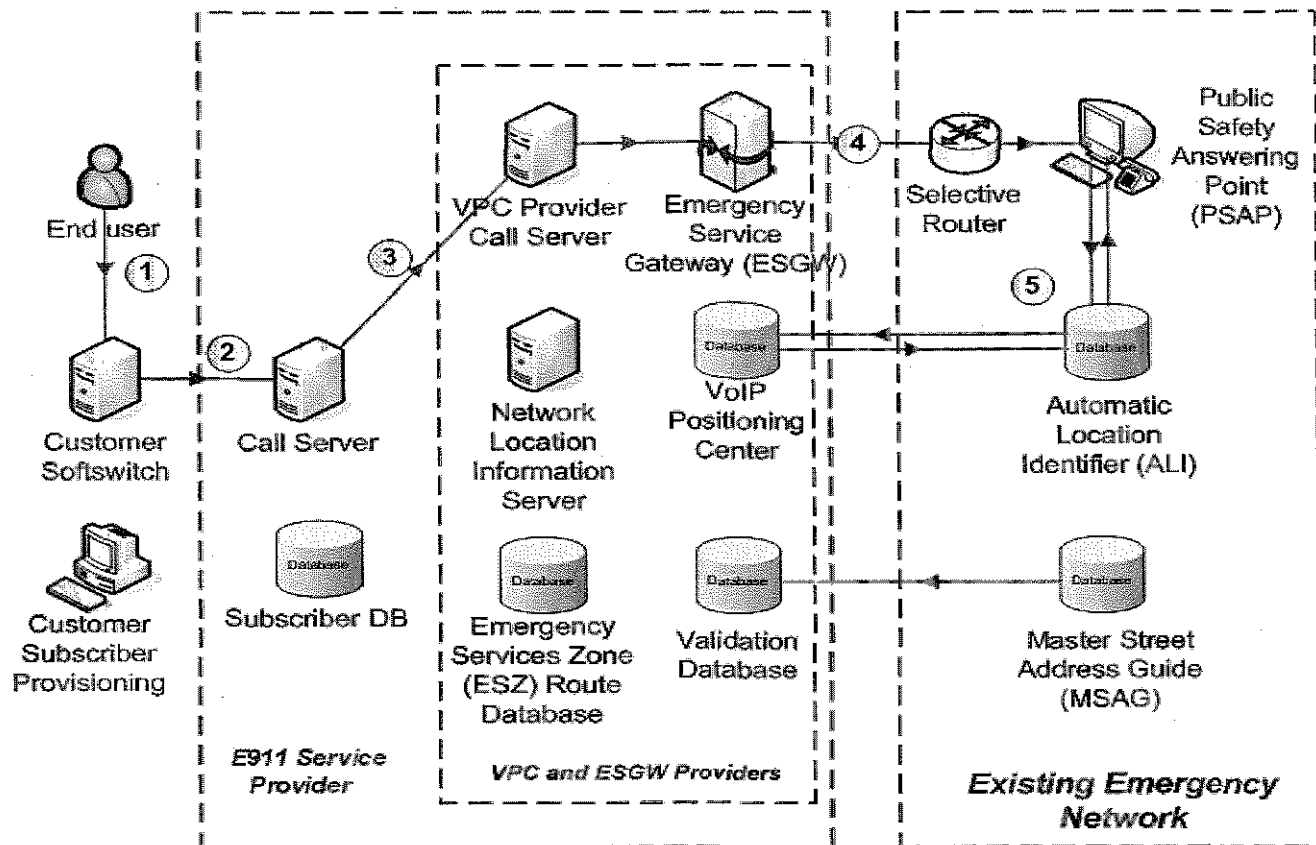 End user
1
2
3
4
5
VPC Provider
Call Server
Emergency
Service
Gateway (ESGW)
Selective
Router
Public
Safety
Answering
Point
(PSAP)
Customer
Softswitch
Call Server
Network
Location
Information
Server
Database
VoIP
Positioning
Center
Database
Automatic
Location
Identifier (ALI)
Customer
Subscriber
Provisioning
Database
Subscriber DB
Database
Emergency
Services Zone
(ESZ) Route
Database
Database
Validation
Database
Database
Master Street
Address Guide
(MSAG)
E911 Service
Provider
VPC and ESGW Providers
Existing Emergency
Network